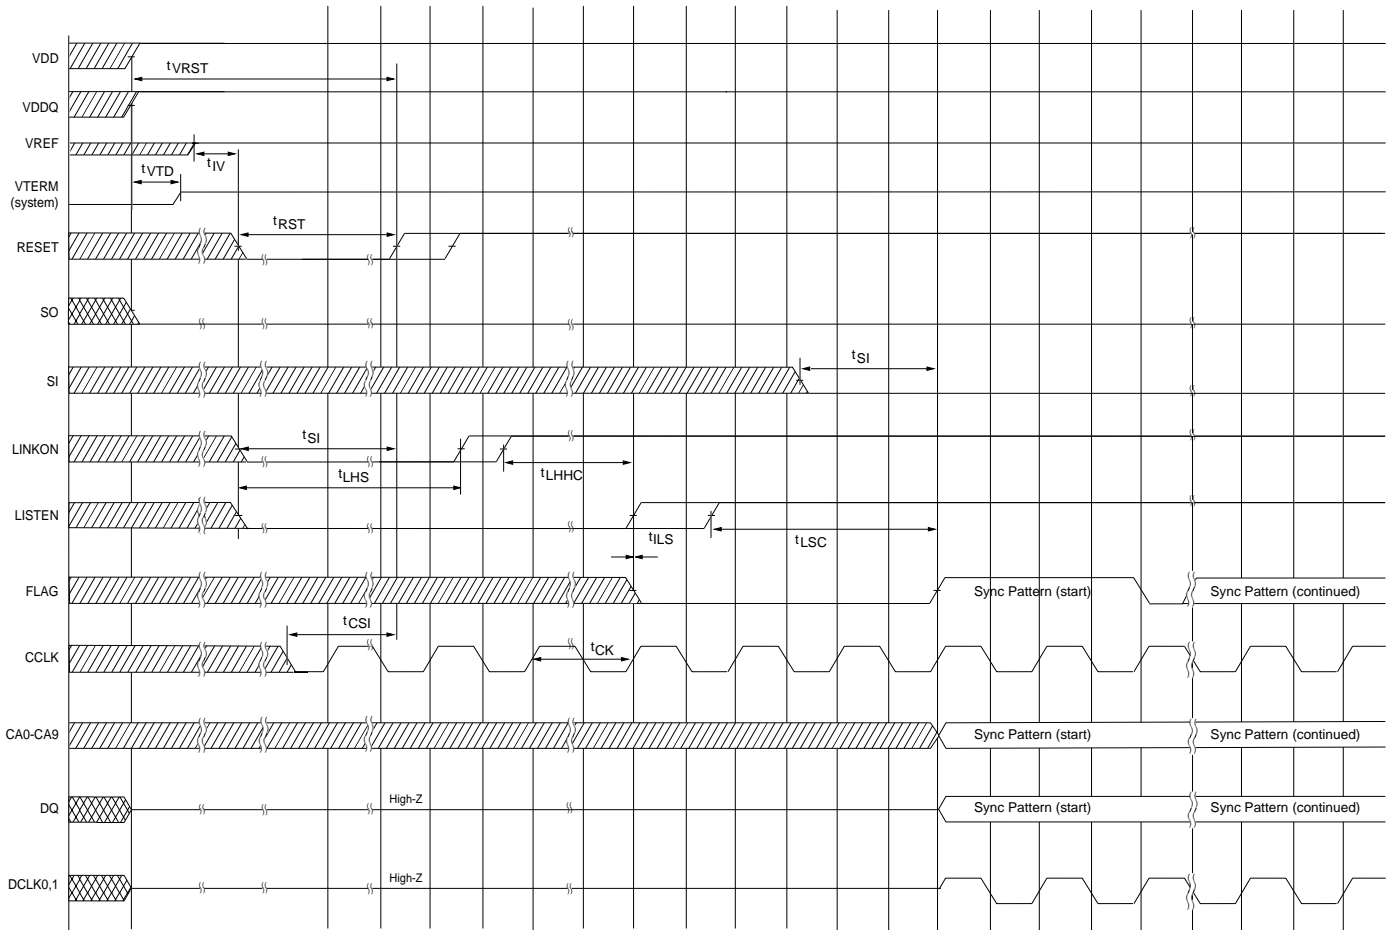 VDD
tVRST
VDDQ
VREF
tIV
tVTD
VTERM
(system)
tRST
RESET
SO
tSI
SI
tSI
LINKON
tLHS
tLHHC
LISTEN
tILS
tLSC
FLAG
Sync Pattern (start)
Sync Pattern (continued)
tCSI
tCK
CCLK
CA0-CA9
Sync Pattern (start)
Sync Pattern (continued)
High-Z
DQ
Sync Pattern (start)
Sync Pattern (continued)
High-Z
DCLK0,1